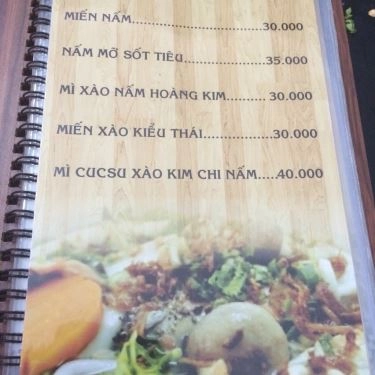 MIẾN NẤM..............................30.000
NẤM MỠ SỐT TIÊU...............35.000
MÌ XÀO NẤM HOÀNG KIM.......... 30.000
MIẾN XÀO KIỂU THÁI.............30.000
MÌ CUCSU XÀO KIM CHI NẤM.....40.000